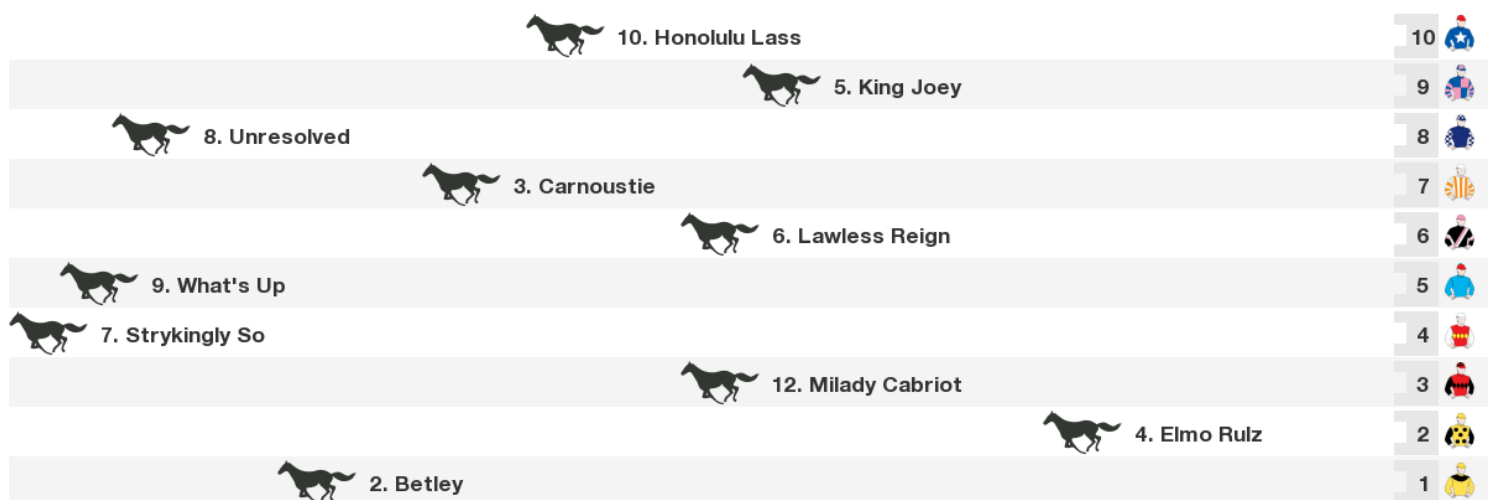 10. Honolulu Lass 10
5. King Joey 9
8. Unresolved 8
3. Carnoustie 7
6. Lawless Reign 6
9. What's Up 5
7. Strykingly So 4
12. Milady Cabriot 3
4. Elmo Rulz 2
2. Betley 1